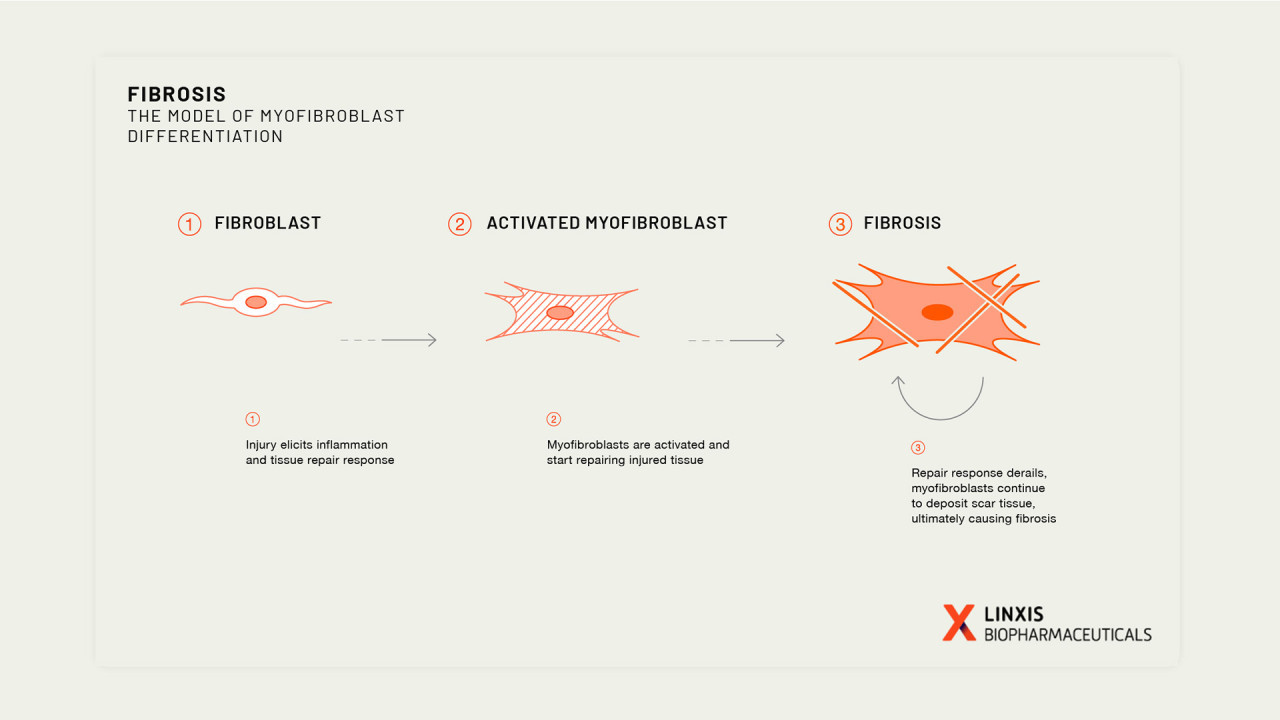 FIBROSIS
THE MODEL OF MYOFIBROBLAST
DIFFERENTIATION
1 FIBROBLAST
2 ACTIVATED MYOFIBROBLAST
3 FIBROSIS
1
Injury elicits inflammation
and tissue repair response
2
Myofibroblasts are activated and
start repairing injured tissue
3
Repair response derails,
myofibroblasts continue
to deposit scar tissue,
ultimately causing fibrosis
LINXIS
BIOPHARMACEUTICALS